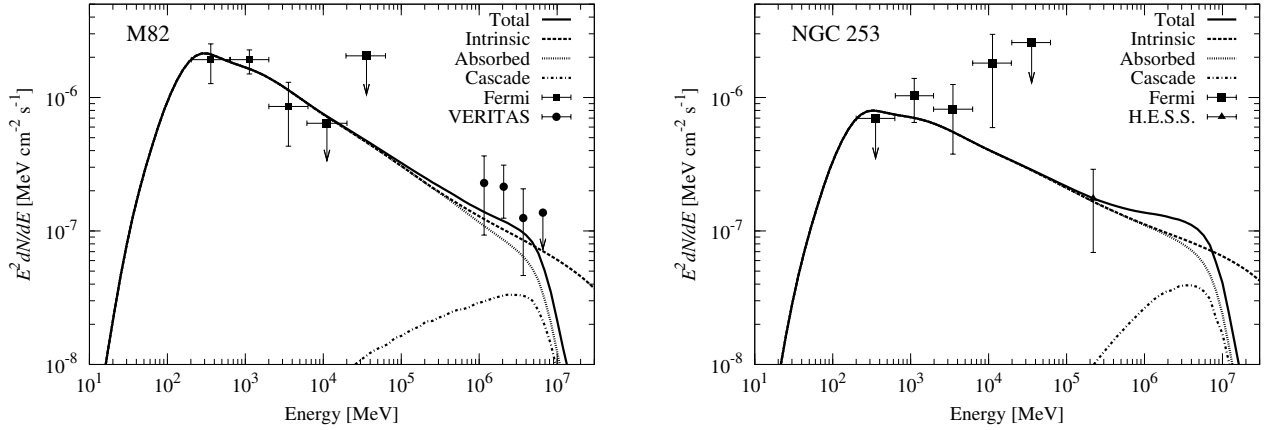 M82
Total
Intrinsic
Absorbed
Cascade
Fermi
VERITAS
10^-6
10^-7
10^-8
E^2 dN/dE [MeV cm^-2 s^-1]
10^1 10^2 10^3 10^4 10^5 10^6 10^7
Energy [MeV]
NGC 253
Total
Intrinsic
Absorbed
Cascade
Fermi
H.E.S.S.
10^-6
10^-7
10^-8
E^2 dN/dE [MeV cm^-2 s^-1]
10^1 10^2 10^3 10^4 10^5 10^6 10^7
Energy [MeV]